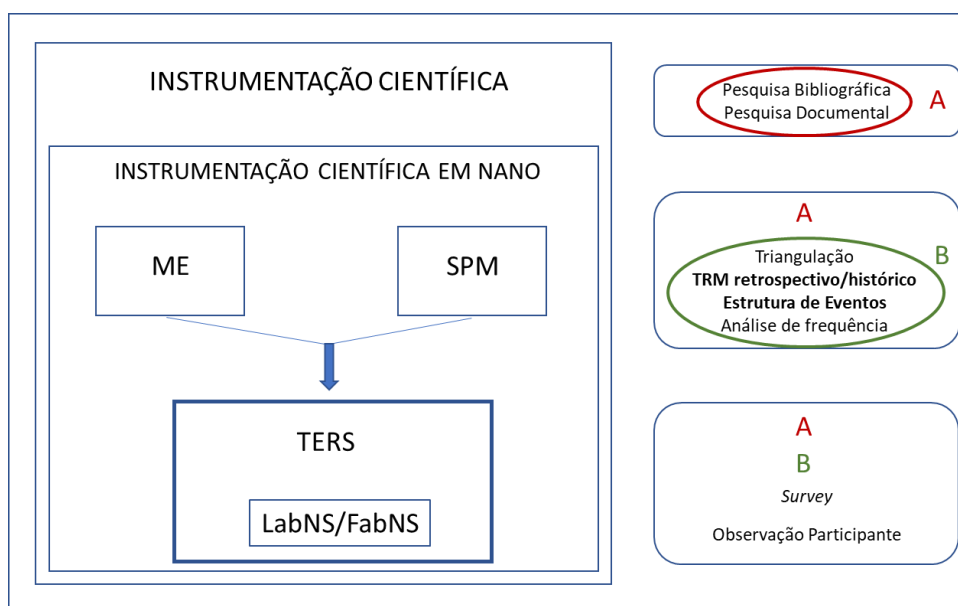 INSTRUMENTAÇÃO CIENTÍFICA
INSTRUMENTAÇÃO CIENTÍFICA EM NANO
ME
SPM
TERS
LabNS/FabNS
Pesquisa Bibliográfica
Pesquisa Documental
A
A
B
Triangulação
TRM retrospectivo/histórico
Estrutura de Eventos
Análise de frequência
A
B
Survey
Observação Participante